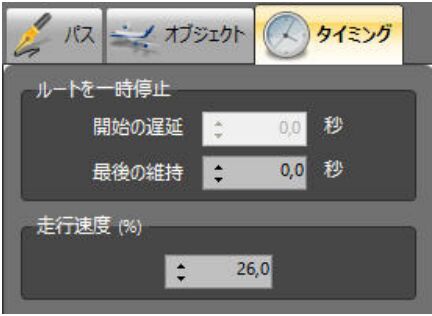 パス オブジェクト タイミング
ルートを一時停止
開始の遅延 0,0 秒
最後の維持 0,0 秒
走行速度 (%)
26,0